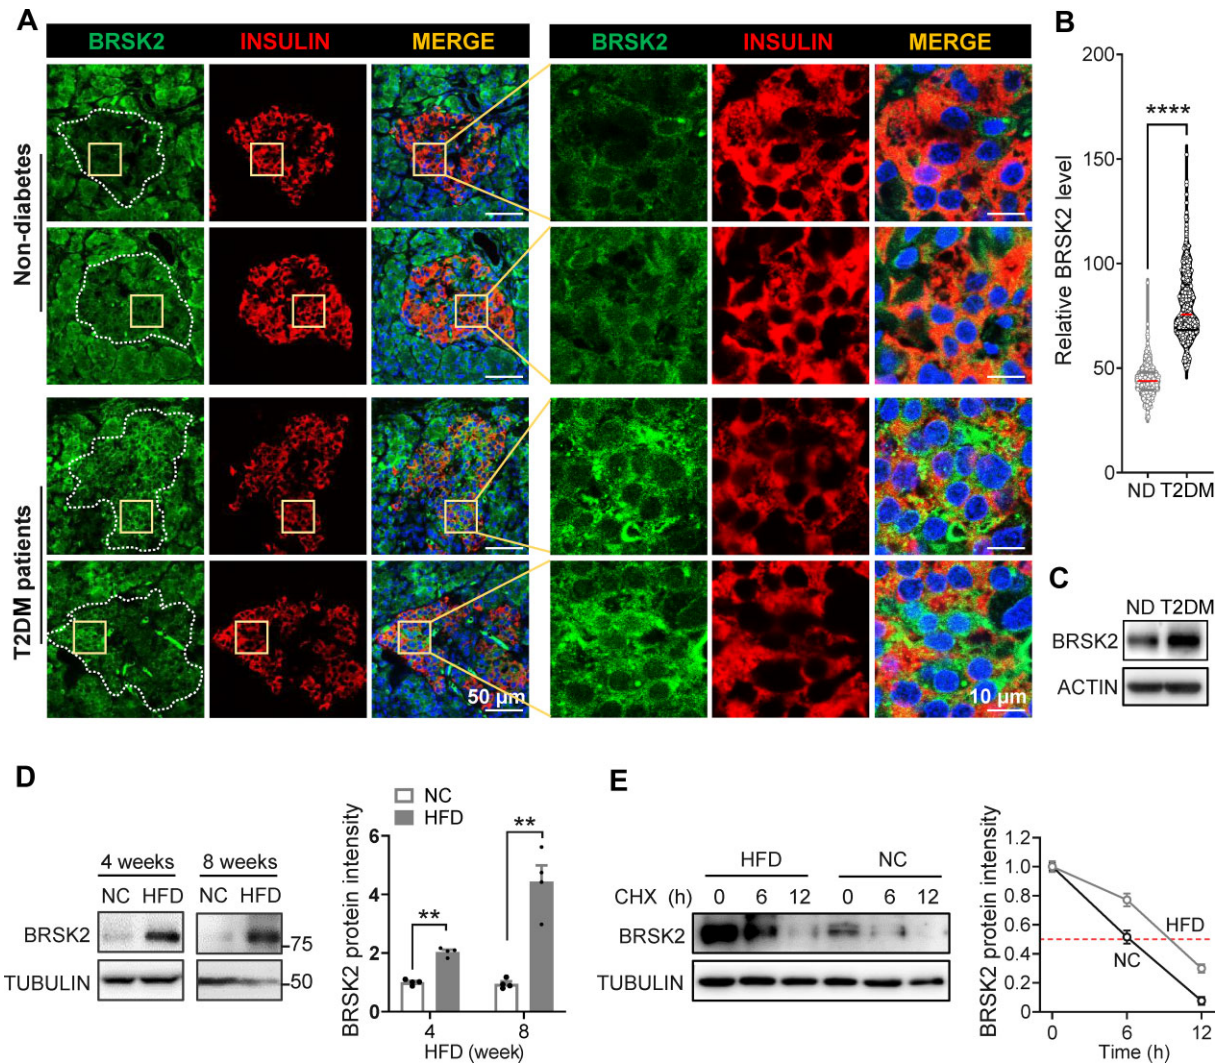 A
BRSK2 INSULIN MERGE BRSK2 INSULIN MERGE
Non-diabetes
T2DM patients
50 µm
10 µm
B
Relative BRSK2 level
200
150
100
50
0
****
ND T2DM
C
ND T2DM
BRSK2
ACTIN
D
4 weeks 8 weeks
NC HFD NC HFD
BRSK2
75
TUBULIN
50
NC
HFD
BRSK2 protein intensity
6
4
2
0
**
**
4 8
HFD (week)
E
HFD NC
CHX (h) 0 6 12 0 6 12
BRSK2
TUBULIN
BRSK2 protein intensity
1.2
1.0
0.8
0.6
0.4
0.2
0
HFD
NC
0 6 12
Time (h)